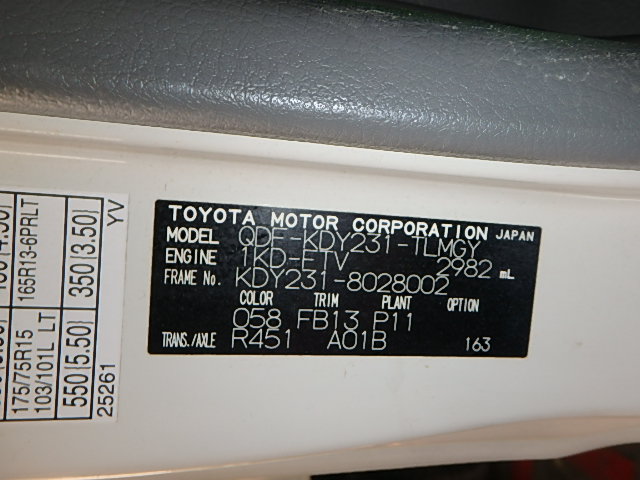 TOYOTA MOTOR CORPORATION JAPAN
MODEL QDF-KDY231-TLMGY
ENGINE 1KD-FTV 2982 mL
FRAME No. KDY231-8028002
COLOR TRIM PLANT OPTION
058 FB13 P11
TRANS./AXLE R451 A01B 163
165R13-6PRLT
350(3.50)
YV
175/75R15
103/101L LT
550(5.50)
25261